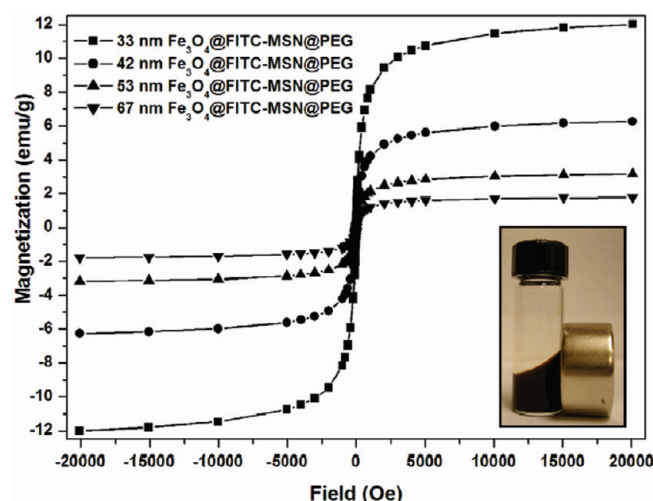 12
10
8
6
4
2
0
-2
-4
-6
-8
-10
-12
Magnetization (emu/g)
33 nm Fe₃O₄@FITC-MSN@PEG
42 nm Fe₃O₄@FITC-MSN@PEG
53 nm Fe₃O₄@FITC-MSN@PEG
67 nm Fe₃O₄@FITC-MSN@PEG
-20000 -15000 -10000 -5000 0 5000 10000 15000 20000
Field (Oe)